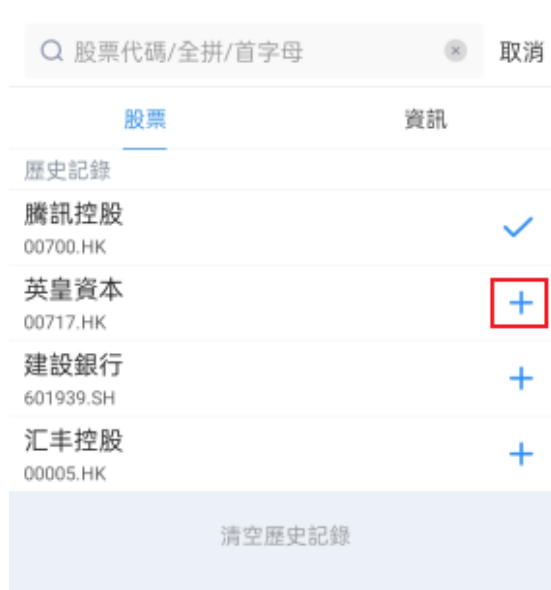 股票代碼/全拼/首字母 取消
股票 資訊
歷史記錄
騰訊控股
00700.HK
英皇資本
00717.HK
建設銀行
601939.SH
汇丰控股
00005.HK
清空歷史記錄